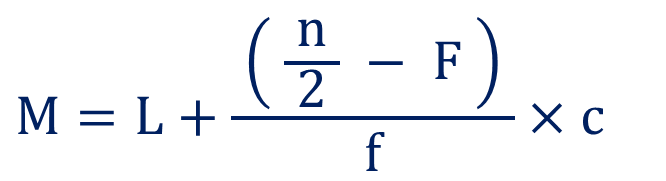 M = L + ( n/2 − F ) / f × c